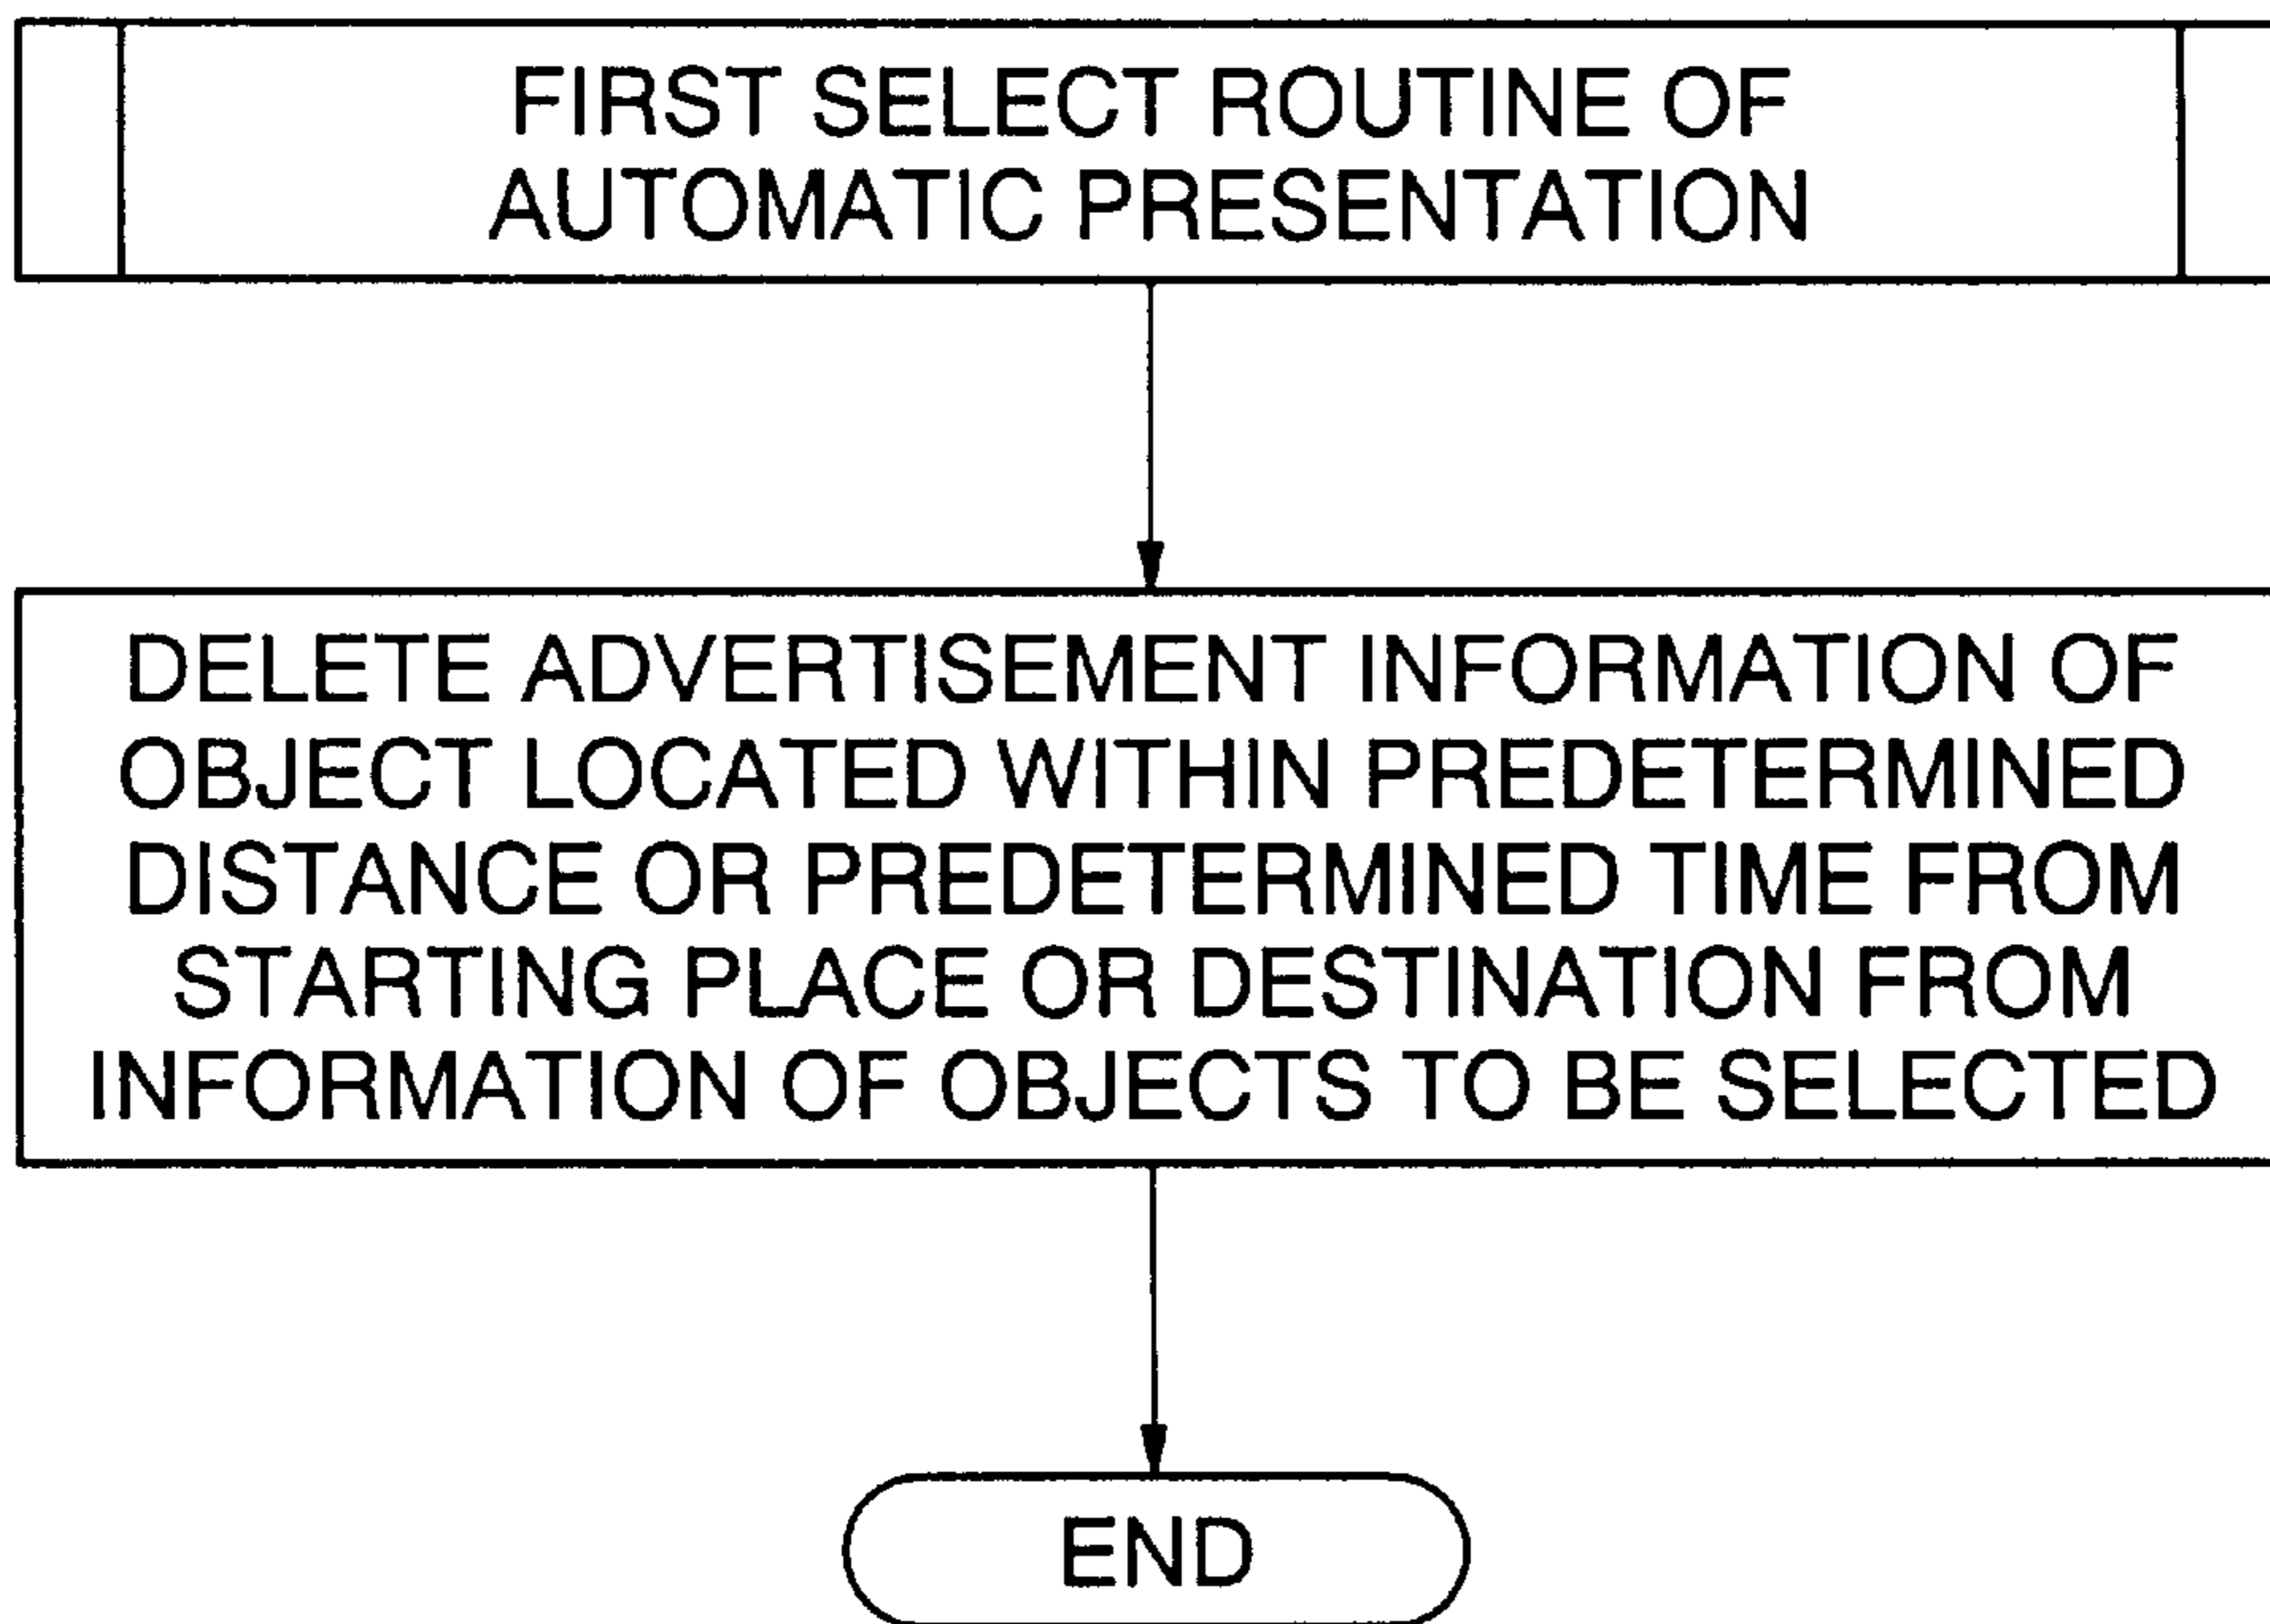 FIRST SELECT ROUTINE OF
AUTOMATIC PRESENTATION
DELETE ADVERTISEMENT INFORMATION OF
OBJECT LOCATED WITHIN PREDETERMINED
DISTANCE OR PREDETERMINED TIME FROM
STARTING PLACE OR DESTINATION FROM
INFORMATION OF OBJECTS TO BE SELECTED
END